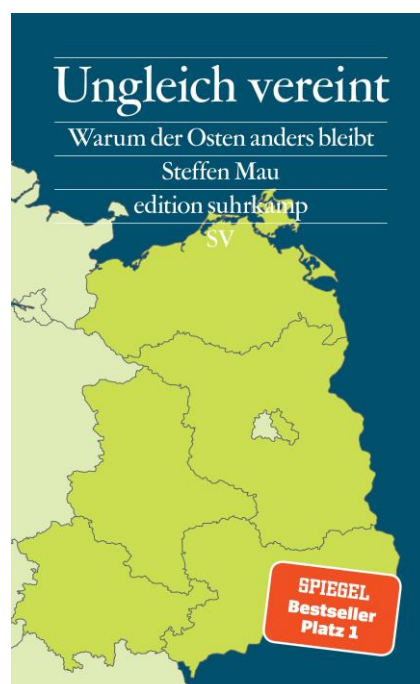 Ungleich vereint
Warum der Osten anders bleibt
Steffen Mau
edition suhrkamp
SV
SPIEGEL
Bestseller
Platz 1